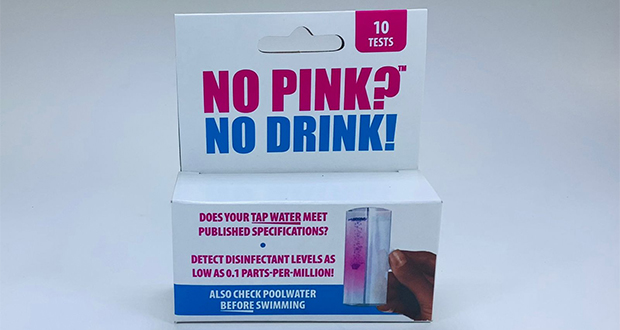 10
TESTS
NO PINK?™
NO DRINK!
DOES YOUR TAP WATER MEET
PUBLISHED SPECIFICATIONS?
•
DETECT DISINFECTANT LEVELS AS
LOW AS 0.1 PARTS-PER-MILLION!
ALSO CHECK POOLWATER
BEFORE SWIMMING